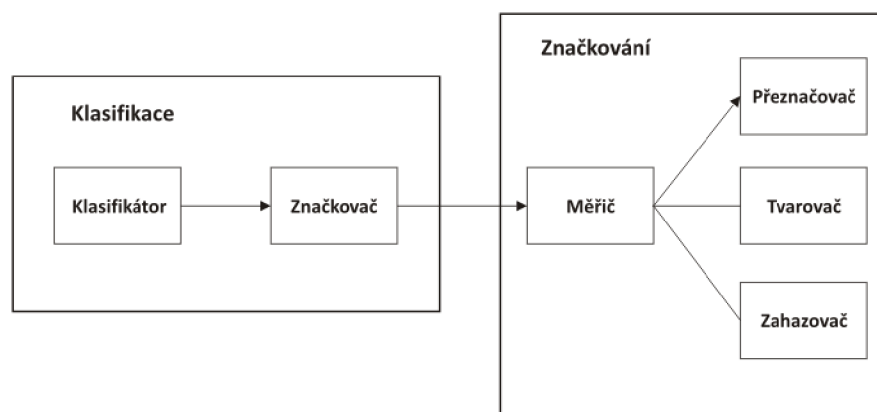 Klasifikace
Klasifikátor
Značkovač
Značkování
Měřič
Přeznačovač
Tvarovač
Zahazovač